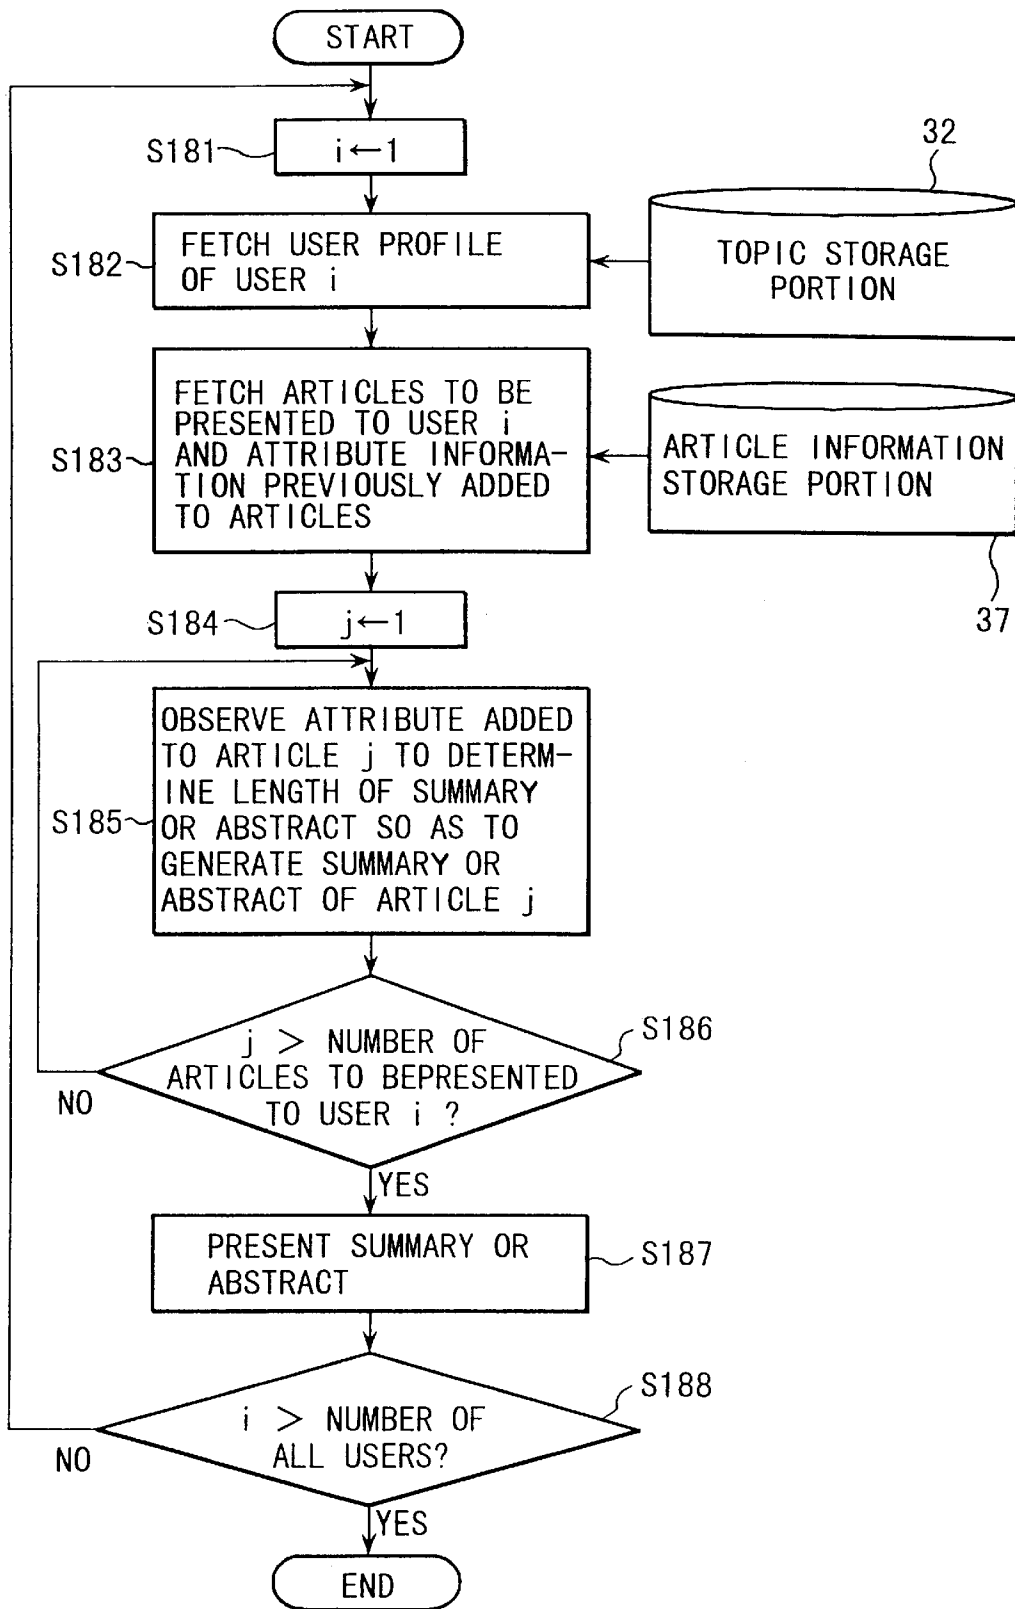 START
S181
i←1
32
S182
FETCH USER PROFILE
OF USER i
TOPIC STORAGE
PORTION
S183
FETCH ARTICLES TO BE
PRESENTED TO USER i
AND ATTRIBUTE INFORMA-
TION PREVIOUSLY ADDED
TO ARTICLES
ARTICLE INFORMATION
STORAGE PORTION
37
S184
j←1
S185
OBSERVE ATTRIBUTE ADDED
TO ARTICLE j TO DETERM-
INE LENGTH OF SUMMARY
OR ABSTRACT SO AS TO
GENERATE SUMMARY OR
ABSTRACT OF ARTICLE j
S186
j > NUMBER OF
ARTICLES TO BEPRESENTED
TO USER i ?
NO
YES
PRESENT SUMMARY OR
ABSTRACT
S187
S188
i > NUMBER OF
ALL USERS?
NO
YES
END